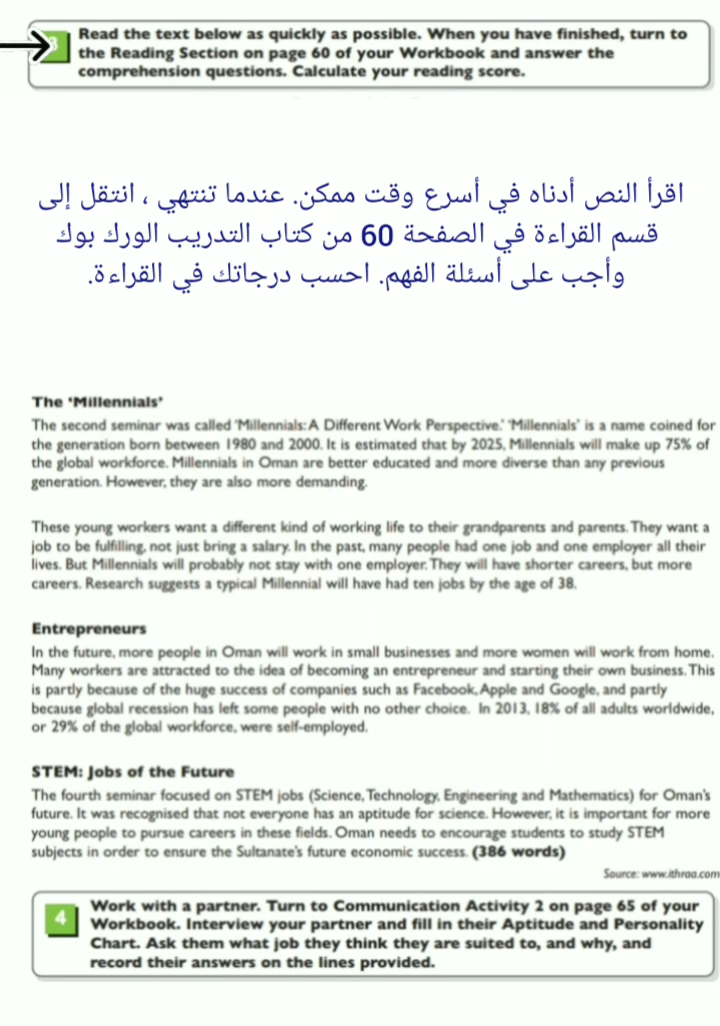 3
Read the text below as quickly as possible. When you have finished, turn to
the Reading Section on page 60 of your Workbook and answer the
comprehension questions. Calculate your reading score.
اقرأ النص أدناه في أسرع وقت ممكن. عندما تنتهي ، انتقل إلى
قسم القراءة في الصفحة 60 من كتاب التدريب الورك بوك
وأجب على أسئلة الفهم. احسب درجاتك في القراءة.
The ‘Millennials’
The second seminar was called ‘Millennials: A Different Work Perspective.’ ‘Millennials’ is a name coined for
the generation born between 1980 and 2000. It is estimated that by 2025, Millennials will make up 75% of
the global workforce. Millennials in Oman are better educated and more diverse than any previous
generation. However, they are also more demanding.
These young workers want a different kind of working life to their grandparents and parents. They want a
job to be fulfilling, not just bring a salary. In the past, many people had one job and one employer all their
lives. But Millennials will probably not stay with one employer. They will have shorter careers, but more
careers. Research suggests a typical Millennial will have had ten jobs by the age of 38.
Entrepreneurs
In the future, more people in Oman will work in small businesses and more women will work from home.
Many workers are attracted to the idea of becoming an entrepreneur and starting their own business. This
is partly because of the huge success of companies such as Facebook, Apple and Google, and partly
because global recession has left some people with no other choice. In 2013, 18% of all adults worldwide,
or 29% of the global workforce, were self-employed.
STEM: Jobs of the Future
The fourth seminar focused on STEM jobs (Science, Technology, Engineering and Mathematics) for Oman's
future. It was recognised that not everyone has an aptitude for science. However, it is important for more
young people to pursue careers in these fields. Oman needs to encourage students to study STEM
subjects in order to ensure the Sultanate's future economic success. (386 words)
Source: www.ithraa.com
4
Work with a partner. Turn to Communication Activity 2 on page 65 of your
Workbook. Interview your partner and fill in their Aptitude and Personality
Chart. Ask them what job they think they are suited to, and why, and
record their answers on the lines provided.